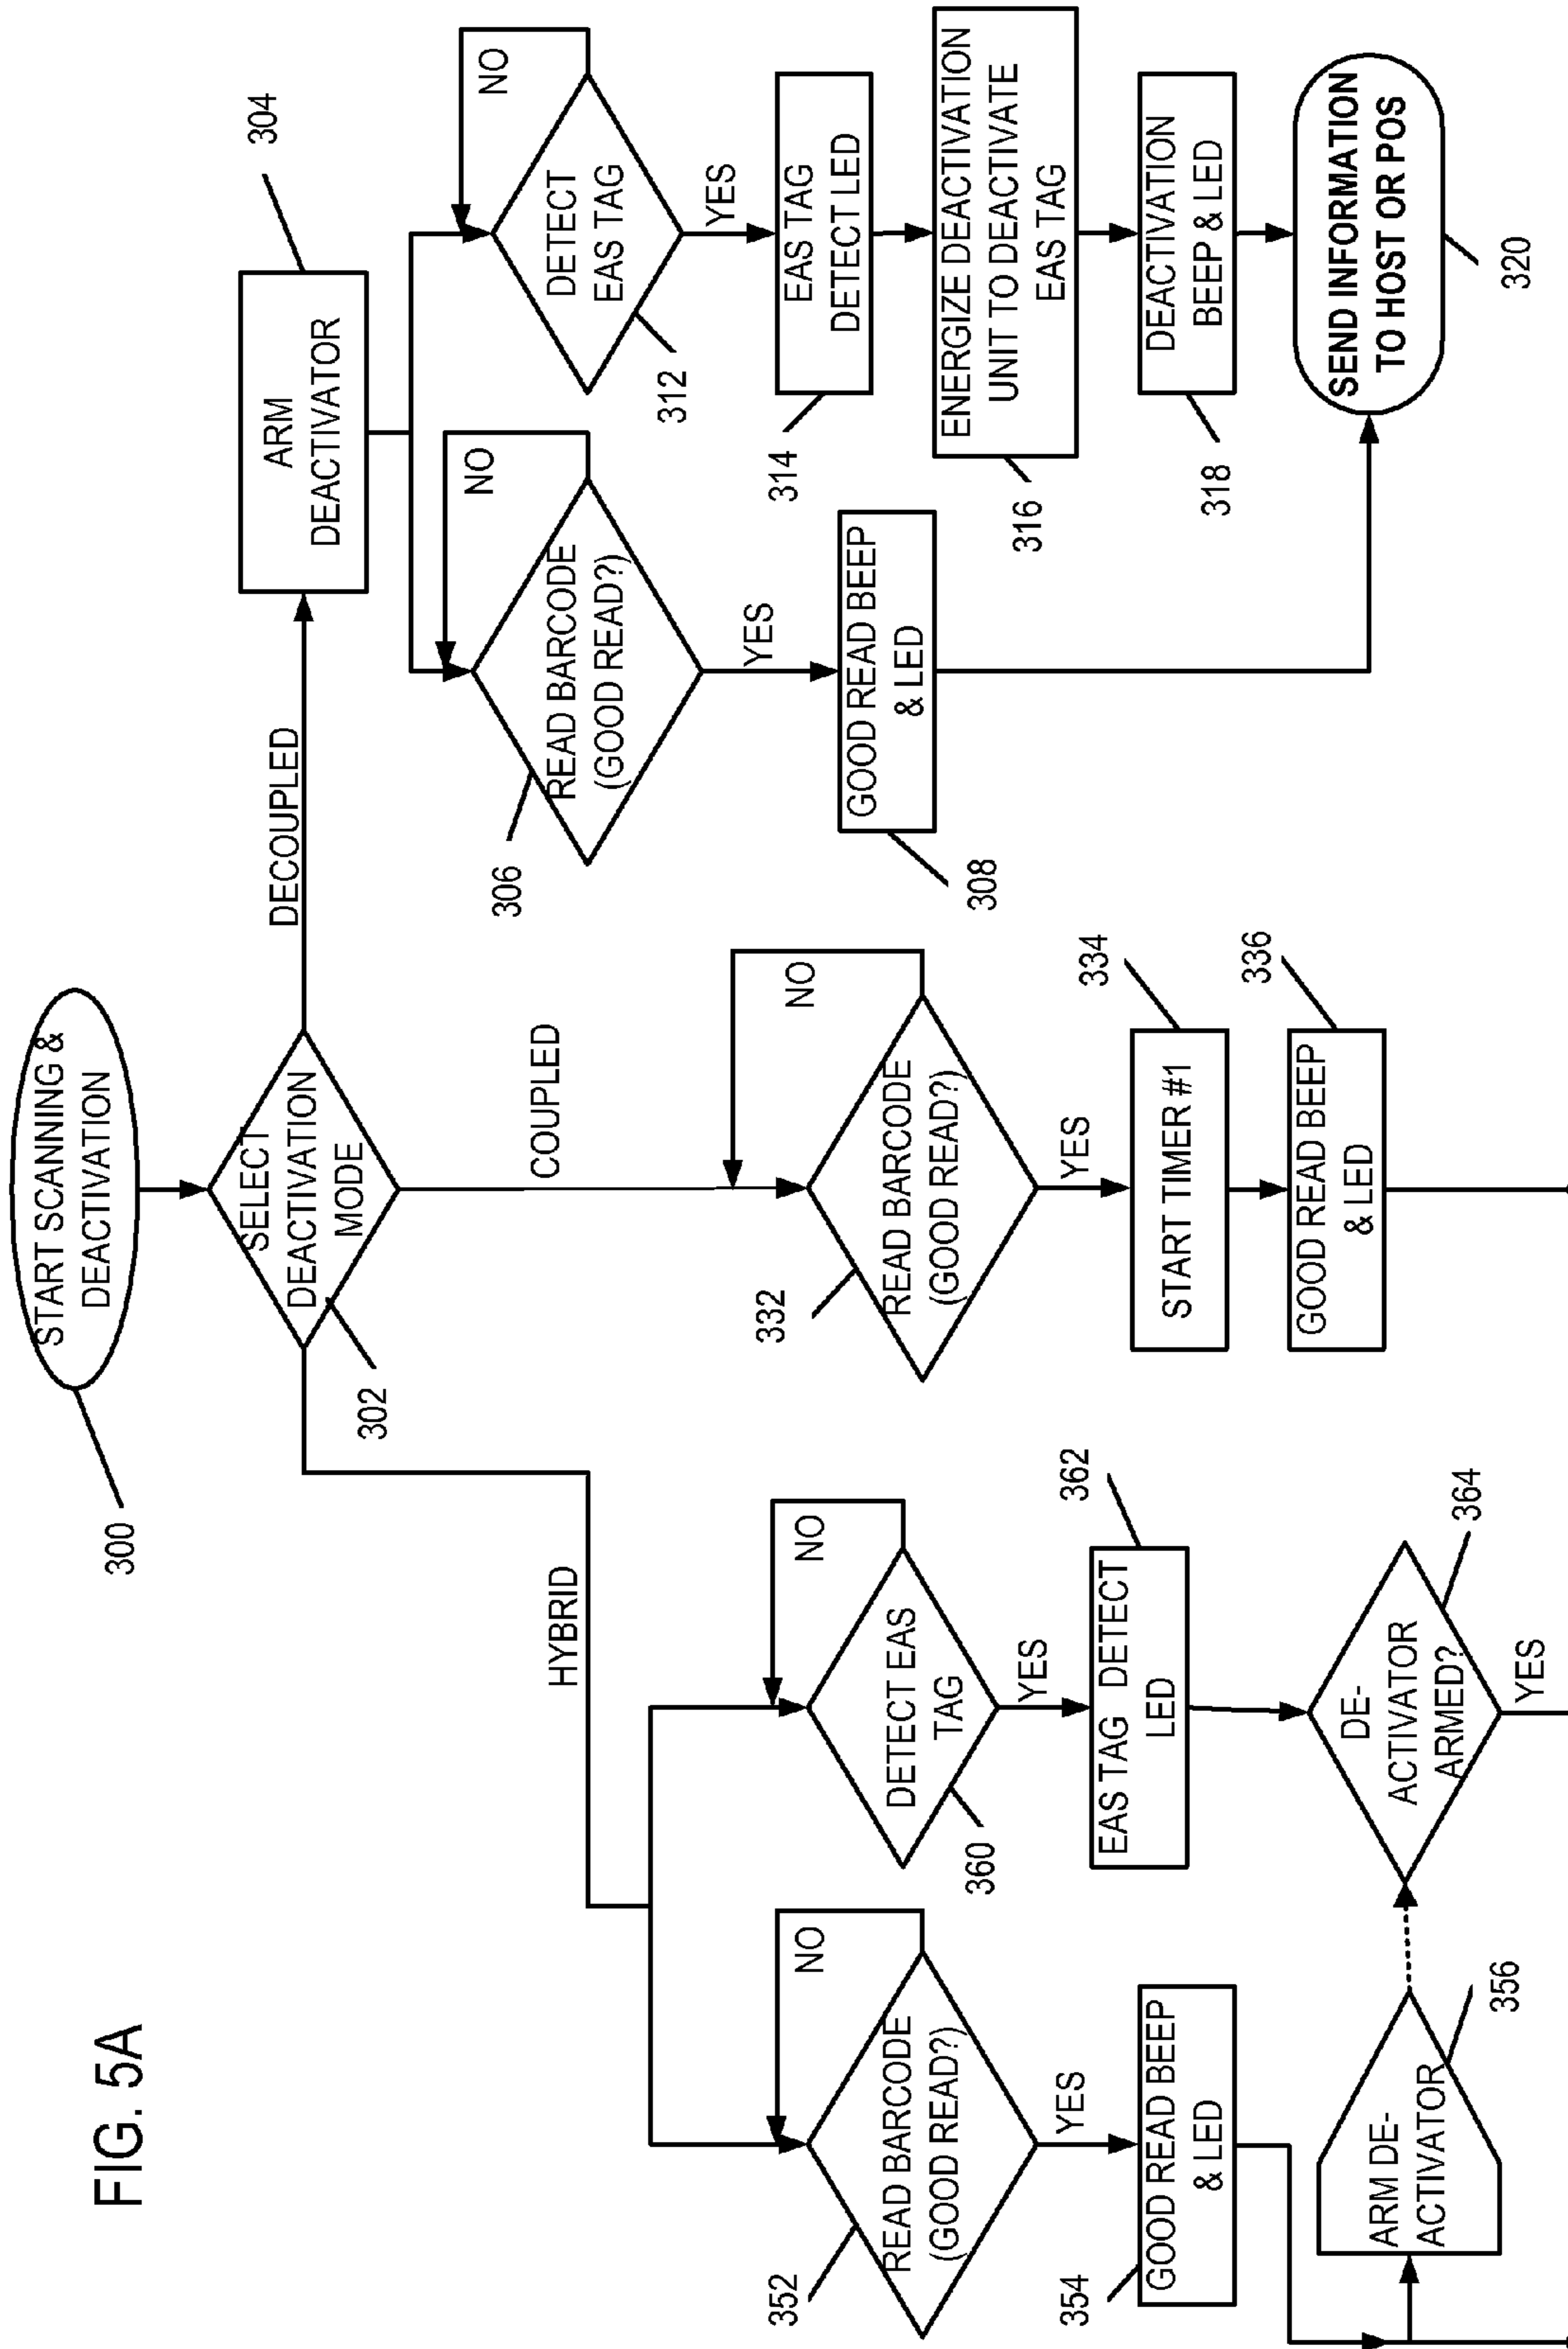 FIG. 5A
START SCANNING &
DEACTIVATION
300
SELECT
DEACTIVATION
MODE
302
HYBRID
COUPLED
DECOUPLED
READ BARCODE
(GOOD READ?)
NO
352
YES
GOOD READ BEEP
& LED
354
ARM DE-
ACTIVATOR
356
DETECT EAS
TAG
NO
360
YES
EAS TAG DETECT
LED
362
DE-
ACTIVATOR
ARMED?
364
YES
READ BARCODE
(GOOD READ?)
NO
332
YES
START TIMER #1
334
GOOD READ BEEP
& LED
336
ARM
DEACTIVATOR
304
READ BARCODE
(GOOD READ?)
NO
306
YES
GOOD READ BEEP
& LED
308
DETECT
EAS TAG
NO
312
YES
EAS TAG
DETECT LED
314
ENERGIZE DEACTIVATION
UNIT TO DEACTIVATE
EAS TAG
316
DEACTIVATION
BEEP & LED
318
SEND INFORMATION
TO HOST OR POS
320